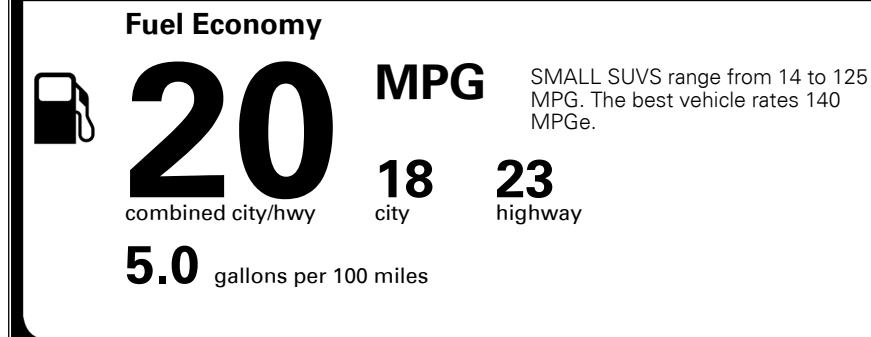 Fuel Economy
20
MPG
SMALL SUVS range from 14 to 125
MPG. The best vehicle rates 140
MPGe.
18
23
combined city/hwy
city
highway
5.0 gallons per 100 miles